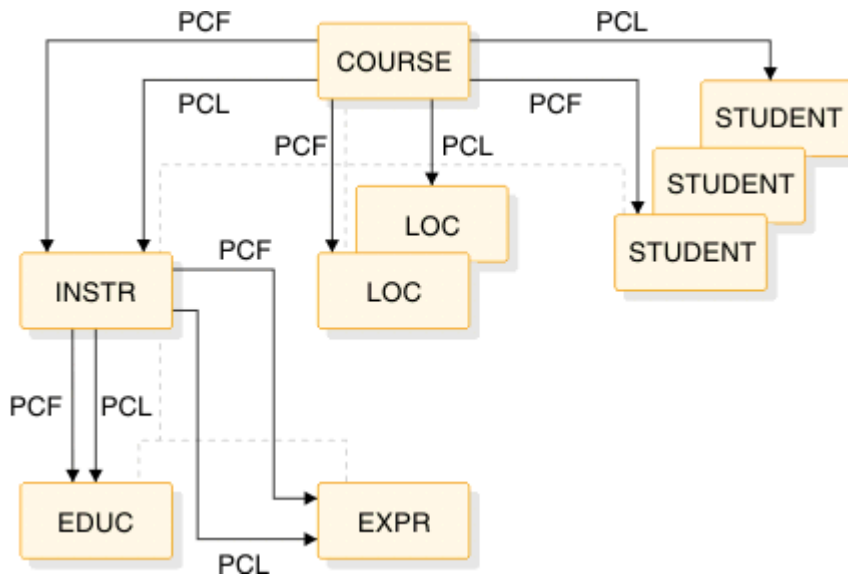 PCF
COURSE
PCL
PCL
PCF
STUDENT
PCF
PCL
STUDENT
LOC
STUDENT
PCF
INSTR
LOC
PCF
PCL
EDUC
EXPR
PCL